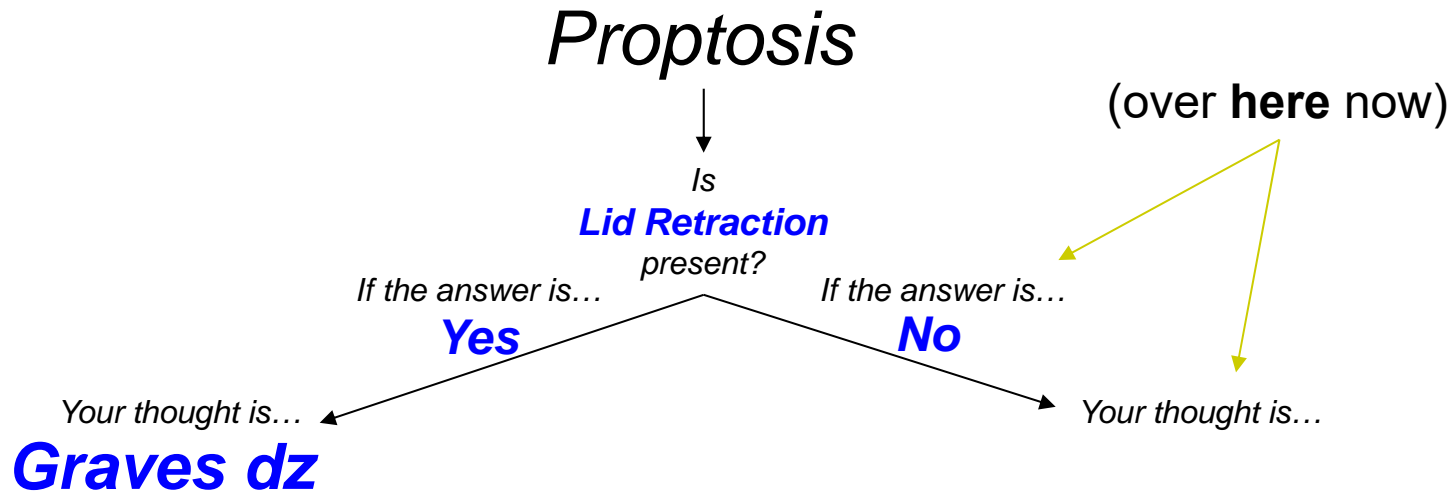 Proptosis
(over here now)
Is
Lid Retraction
present?
If the answer is…
Yes
If the answer is…
No
Your thought is…
Graves dz
Your thought is…